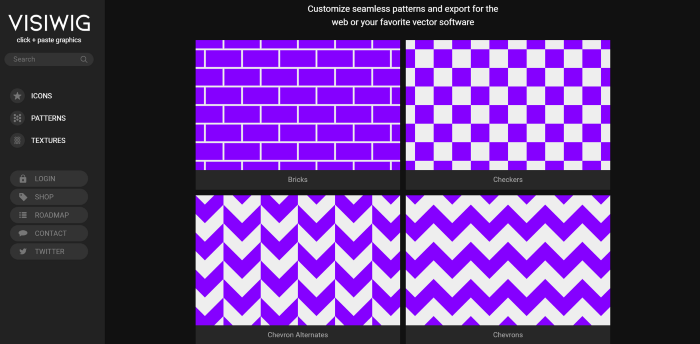 VISIWIG
click + paste graphics
Search
ICONS
PATTERNS
TEXTURES
LOGIN
SHOP
ROADMAP
CONTACT
TWITTER
Customize seamless patterns and export for the
web or your favorite vector software
Bricks
Checkers
Chevron Alternates
Chevrons